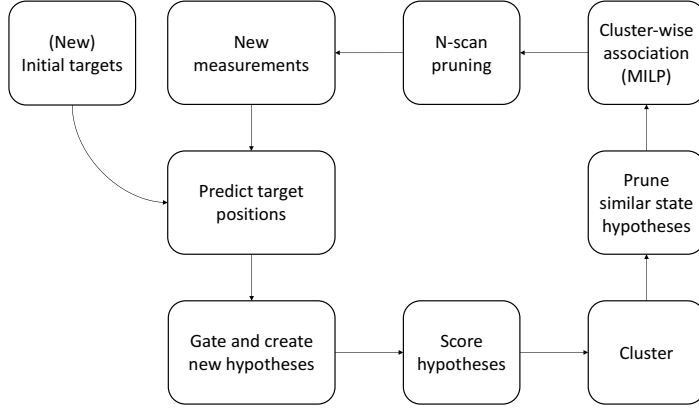 (New)
Initial targets
New
measurements
N-scan
pruning
Cluster-wise
association
(MILP)
Predict target
positions
Prune
similar state
hypotheses
Gate and create
new hypotheses
Score
hypotheses
Cluster